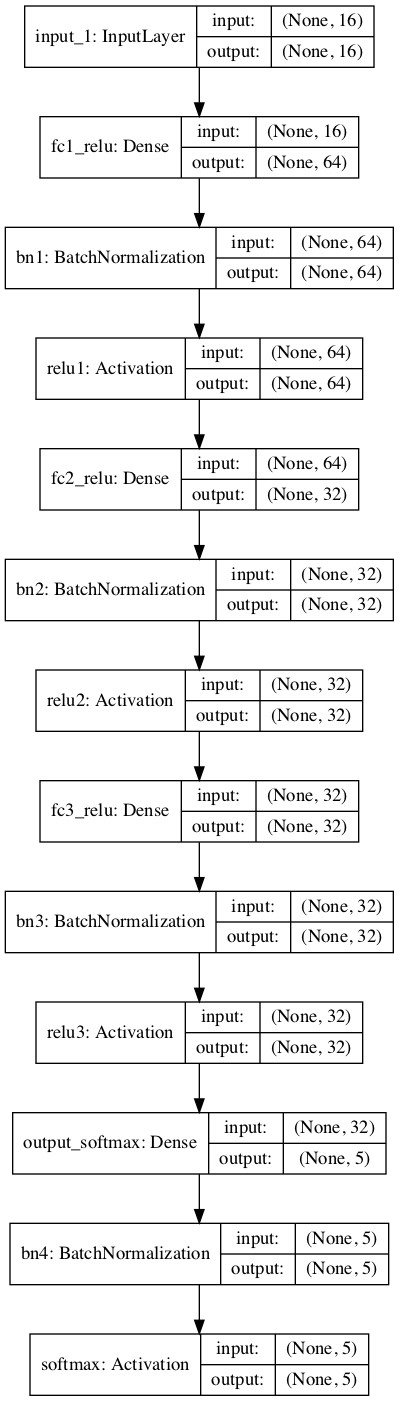 input_1: InputLayer
input: (None, 16)
output: (None, 16)
fc1_relu: Dense
input: (None, 16)
output: (None, 64)
bn1: BatchNormalization
input: (None, 64)
output: (None, 64)
relu1: Activation
input: (None, 64)
output: (None, 64)
fc2_relu: Dense
input: (None, 64)
output: (None, 32)
bn2: BatchNormalization
input: (None, 32)
output: (None, 32)
relu2: Activation
input: (None, 32)
output: (None, 32)
fc3_relu: Dense
input: (None, 32)
output: (None, 32)
bn3: BatchNormalization
input: (None, 32)
output: (None, 32)
relu3: Activation
input: (None, 32)
output: (None, 32)
output_softmax: Dense
input: (None, 32)
output: (None, 5)
bn4: BatchNormalization
input: (None, 5)
output: (None, 5)
softmax: Activation
input: (None, 5)
output: (None, 5)